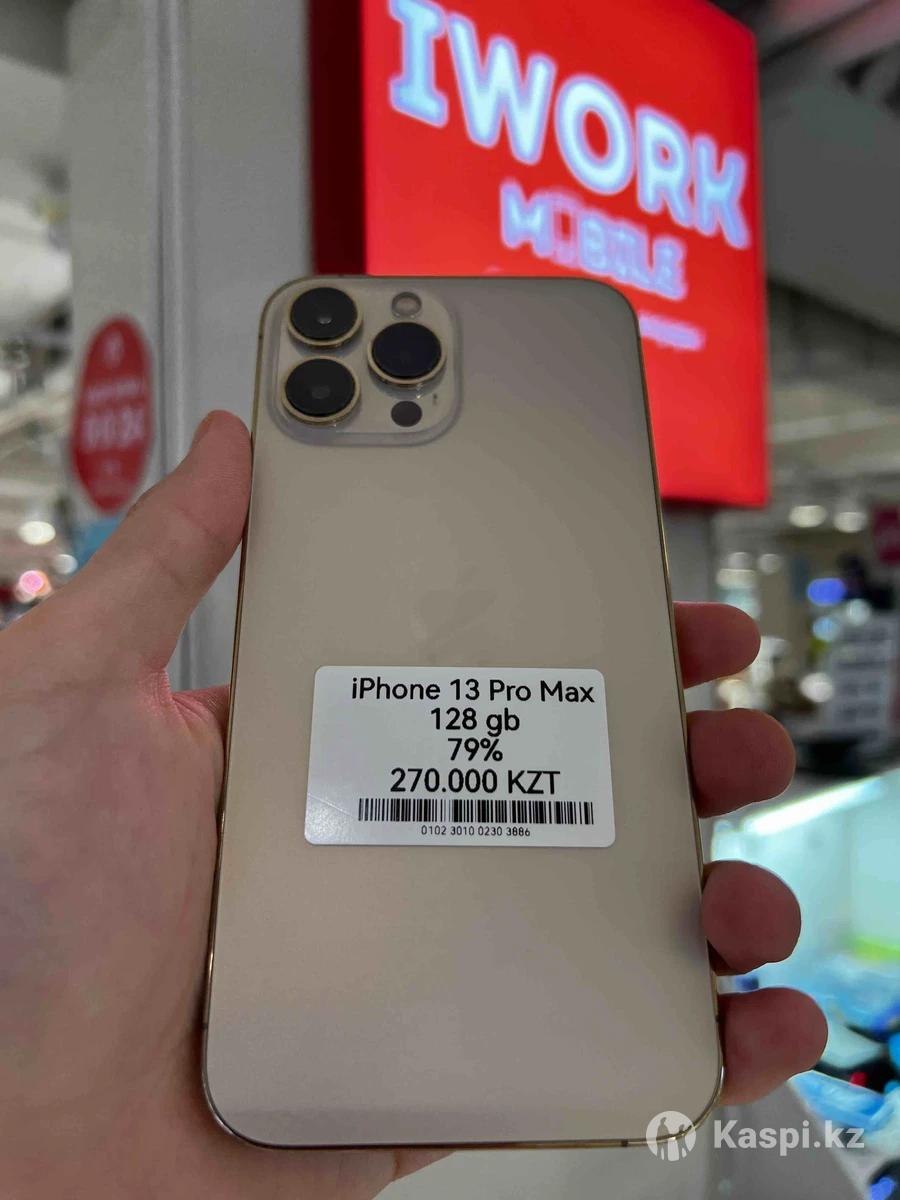 IWORK
MOBILE
iPhone 13 Pro Max
128 gb
79%
270.000 KZT
0102 3010 0230 3886
Kaspi.kz